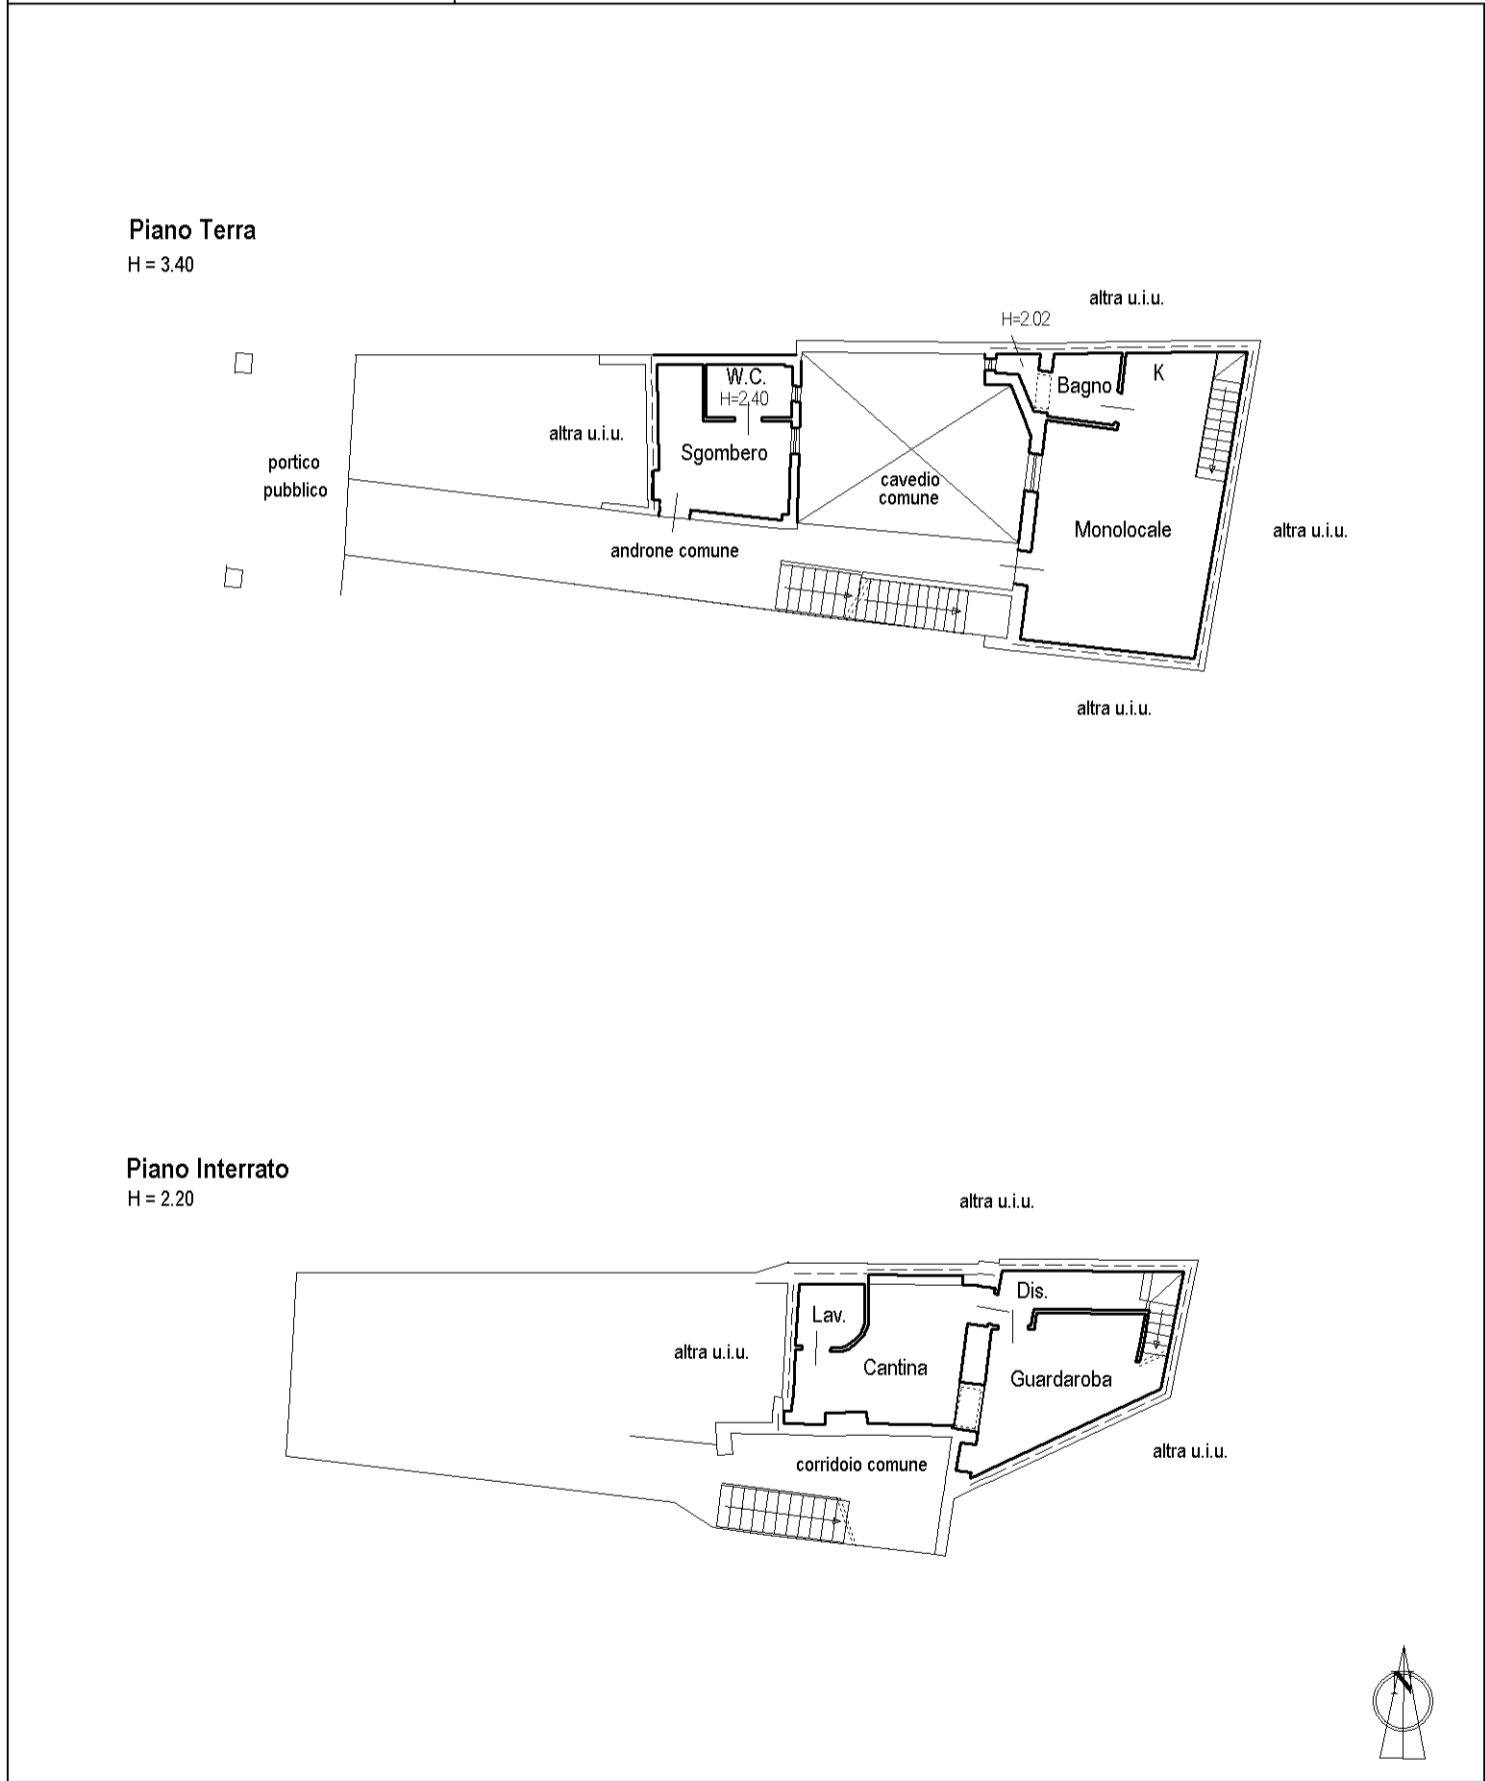 Piano Terra
H = 3.40
altra u.i.u.
H=2.02
W.C.
H=2.40
Bagno
K
altra u.i.u.
Sgombero
portico
pubblico
cavedio
comune
Monolocale
altra u.i.u.
androne comune
altra u.i.u.
Piano Interrato
H = 2.20
altra u.i.u.
Dis.
Lav.
altra u.i.u.
Cantina
Guardaroba
altra u.i.u.
corridoio comune
N